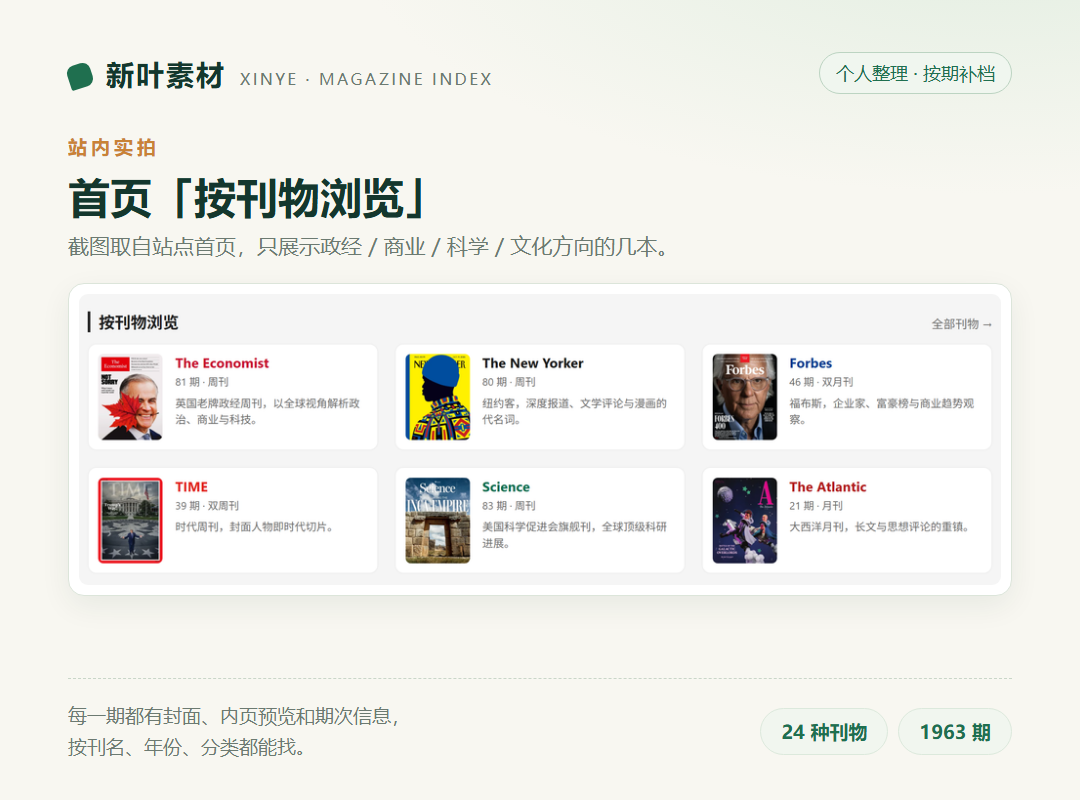 新叶素材 XINYE · MAGAZINE INDEX
个人整理 · 按期补档
站内实拍
首页「按刊物浏览」
截图取自站点首页，只展示政经 / 商业 / 科学 / 文化方向的几本。
按刊物浏览
全部刊物 →
The Economist
81 期 · 周刊
英国老牌政经周刊，以全球视角解析政
治、商业与科技。
The New Yorker
80 期 · 周刊
纽约客，深度报道、文学评论与漫画的
代名词。
Forbes
46 期 · 双月刊
福布斯，企业家、富豪榜与商业趋势观
察。
Forbes
TIME
39 期 · 双周刊
时代周刊，封面人物即时代切片。
TIME
Science
83 期 · 周刊
美国科学促进会旗舰刊，全球顶级科研
进展。
Science
The Atlantic
21 期 · 月刊
大西洋月刊，长文与思想评论的重镇。
每一期都有封面、内页预览和期次信息，
按刊名、年份、分类都能找。
24 种刊物
1963 期